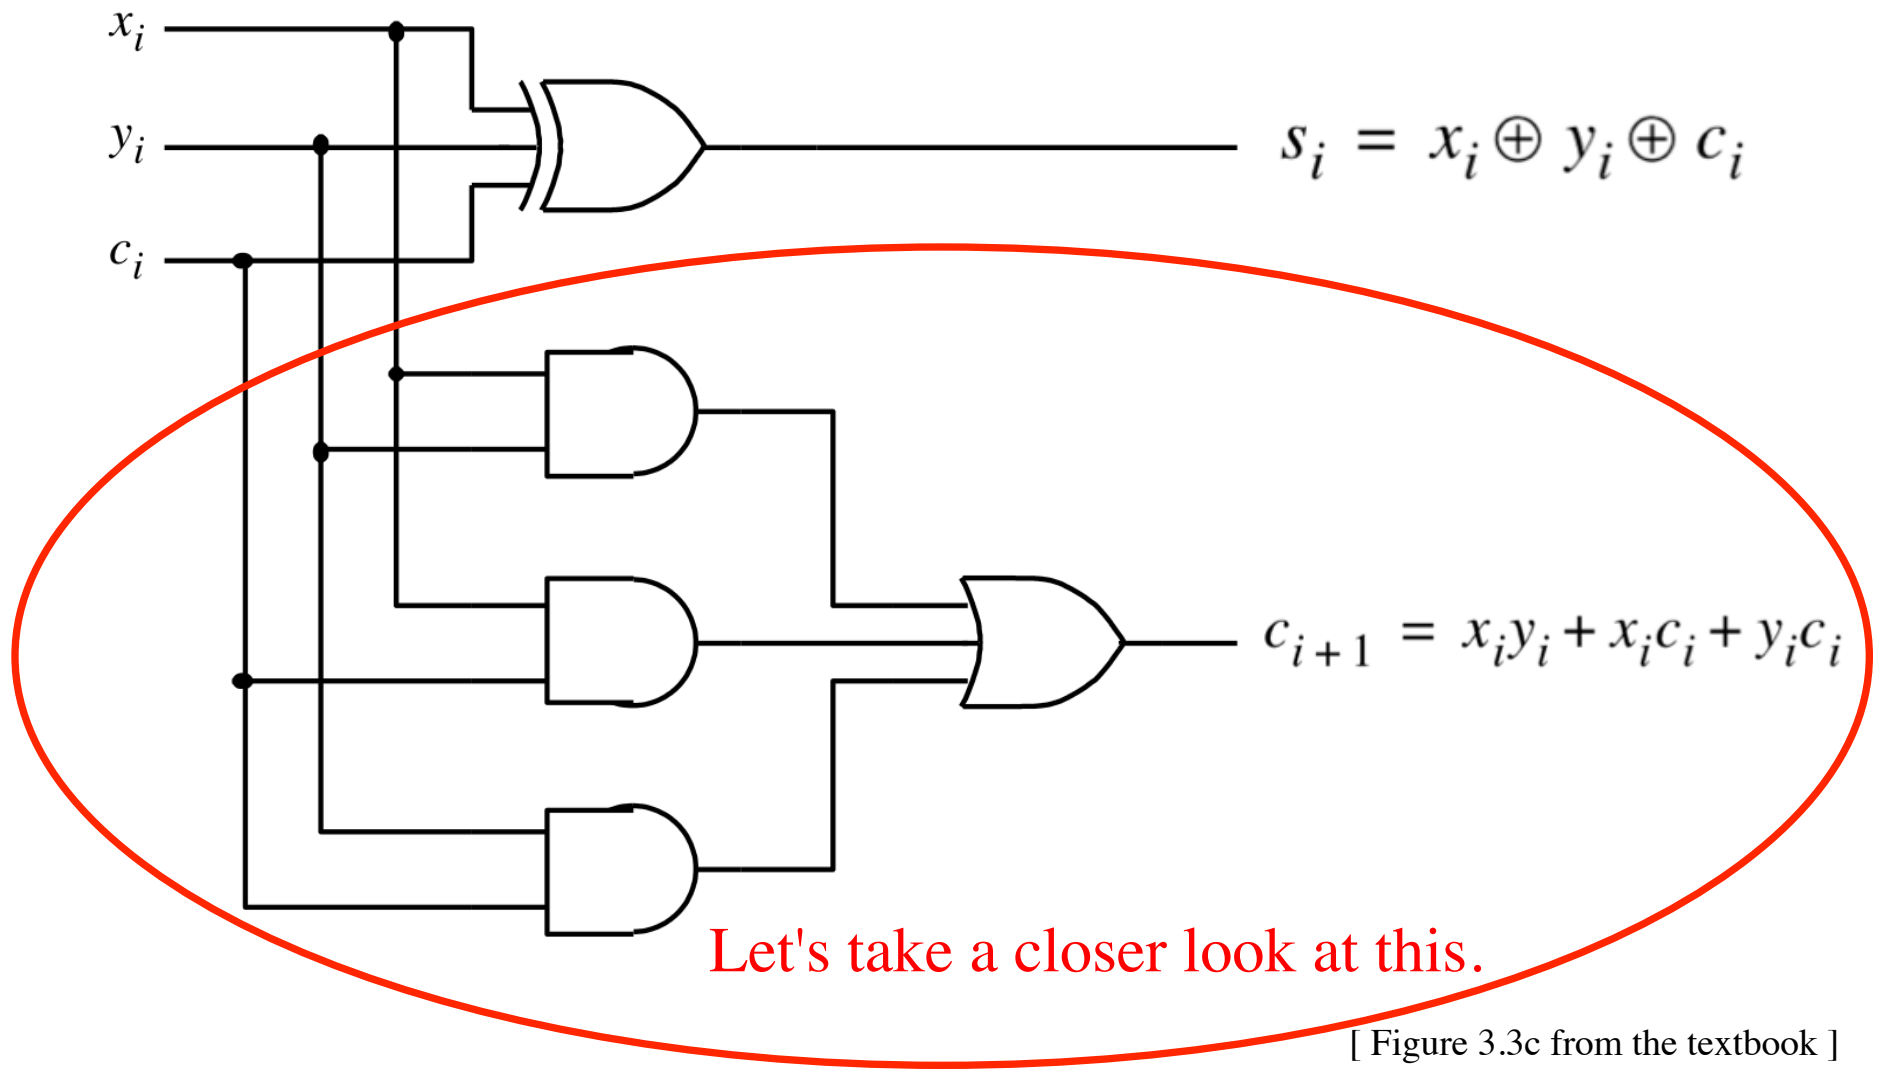 xᵢ
yᵢ
cᵢ
sᵢ = xᵢ ⊕ yᵢ ⊕ cᵢ
cᵢ₊₁ = xᵢyᵢ + xᵢcᵢ + yᵢcᵢ
Let's take a closer look at this.
[ Figure 3.3c from the textbook ]